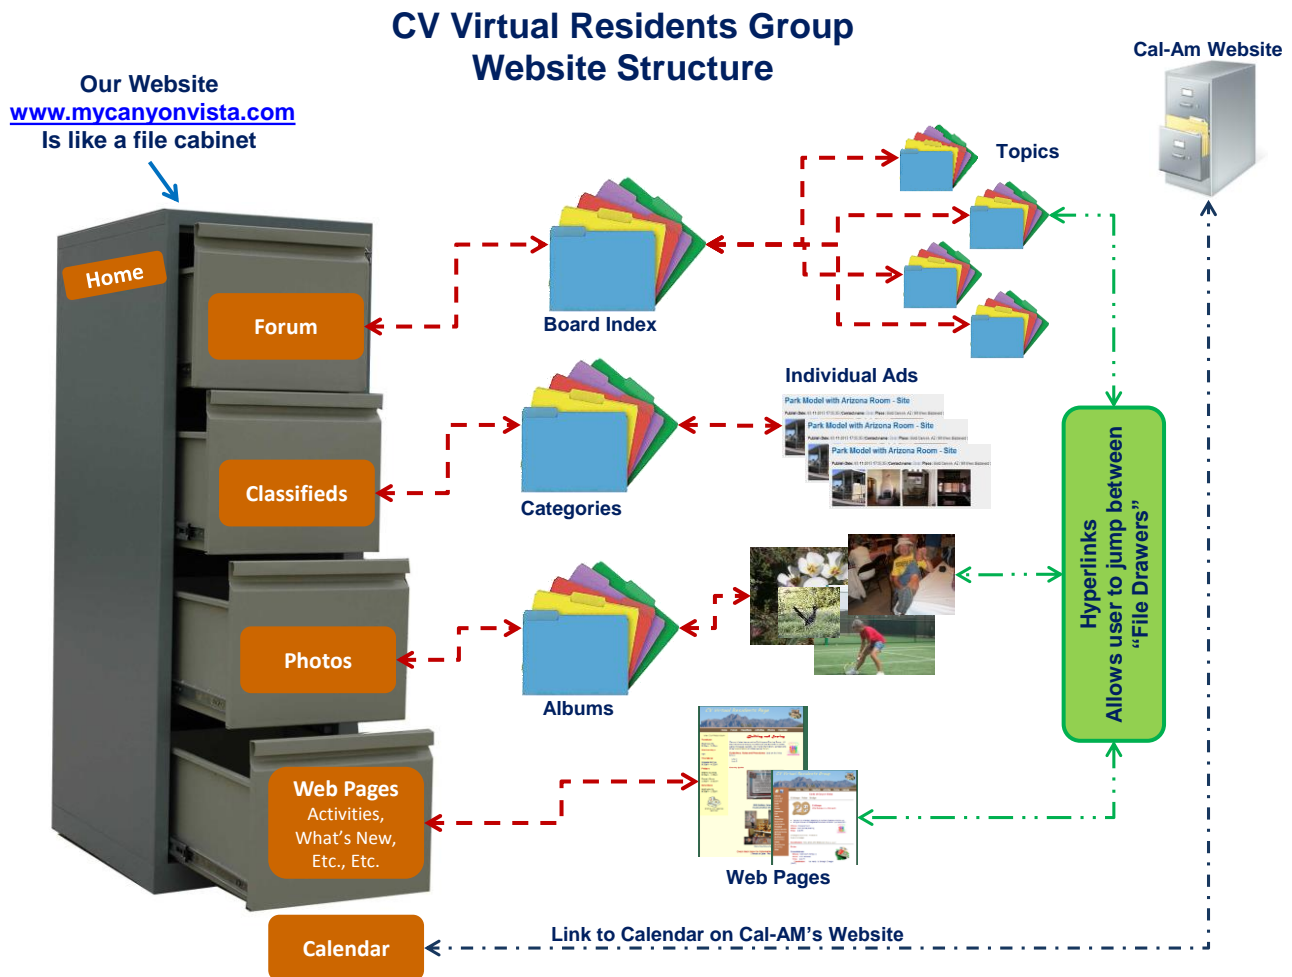 CV Virtual Residents Group
Website Structure
Cal-Am Website
Our Website
www.mycanyonvista.com
Is like a file cabinet
Topics
Home
Forum
Board Index
Individual Ads
Park Model with Arizona Room - Site
Park Model with Arizona Room - Site
Park Model with Arizona Room - Site
Classifieds
Categories
Hyperlinks
Allows user to jump between
“File Drawers”
Photos
Albums
Web Pages
Activities,
What’s New,
Etc., Etc.
Web Pages
Calendar
Link to Calendar on Cal-AM’s Website